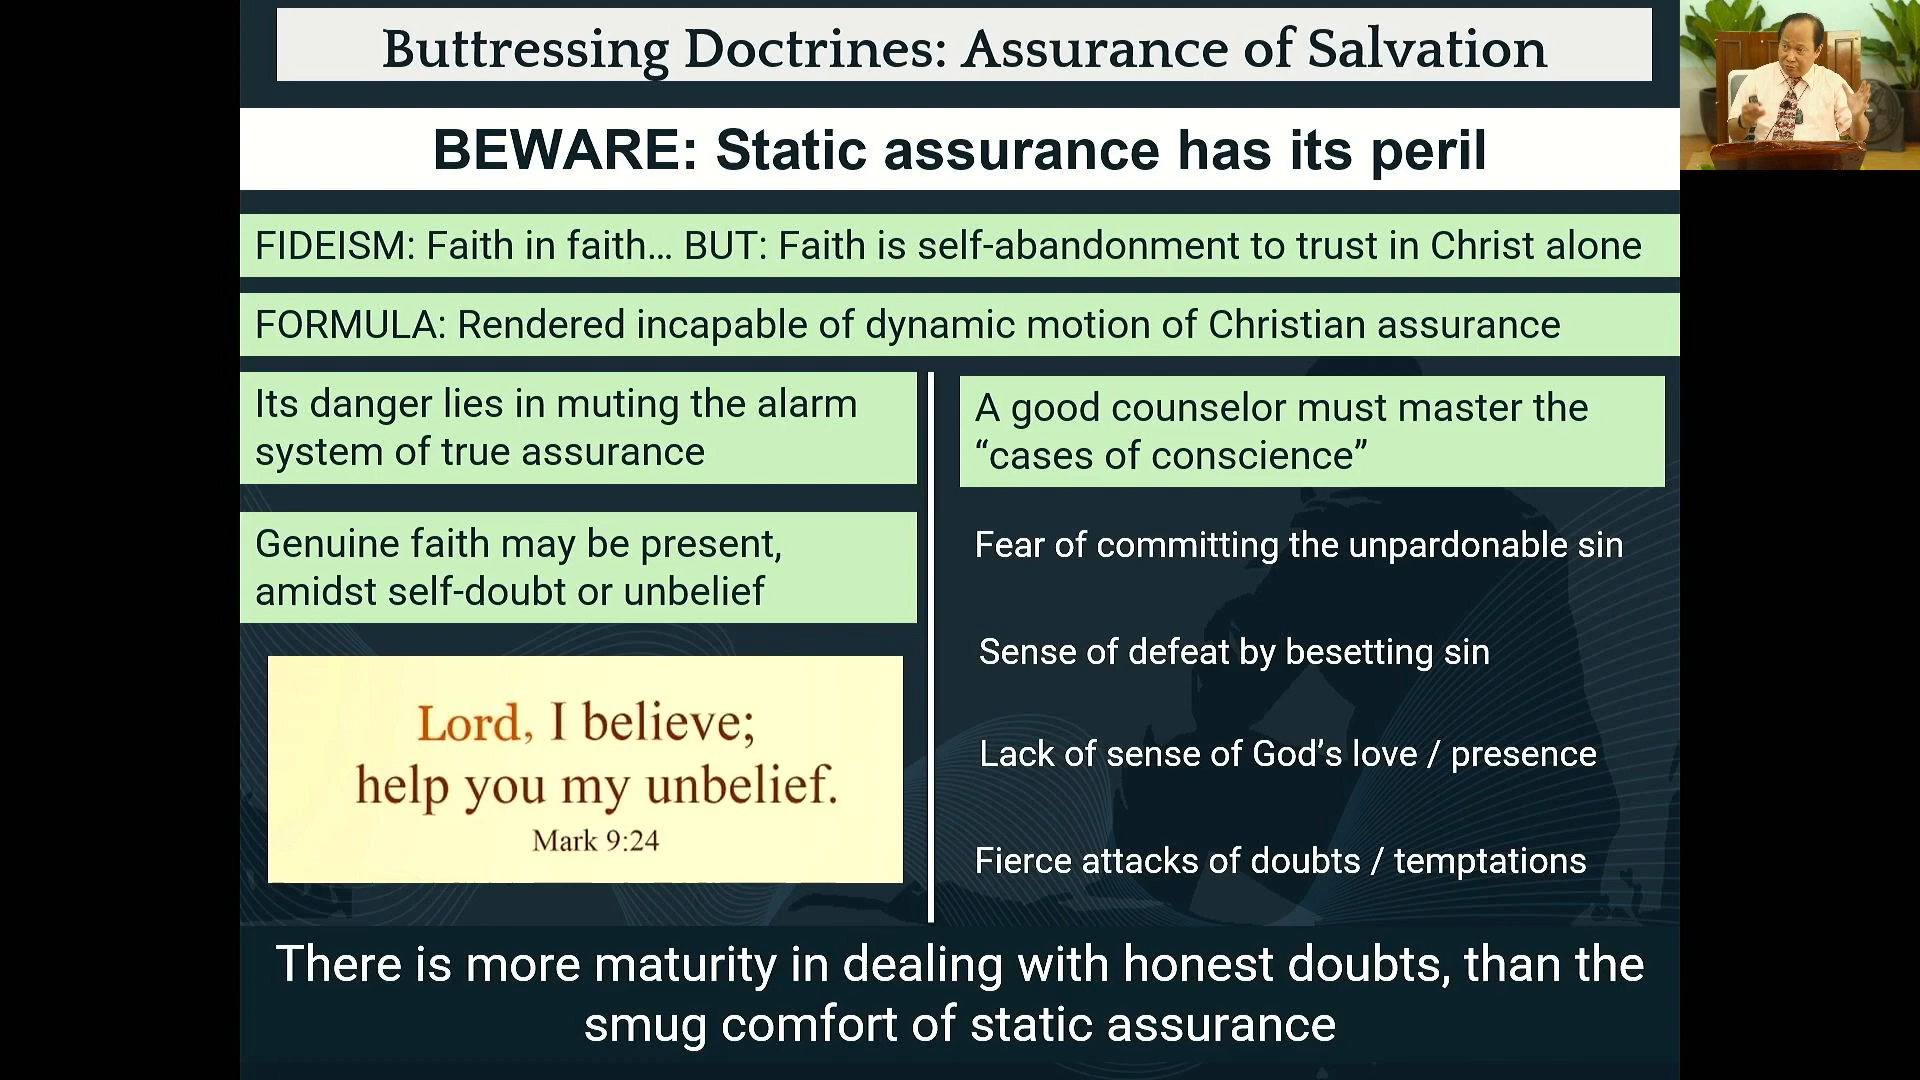 Buttressing Doctrines: Assurance of Salvation
BEWARE: Static assurance has its peril
FIDEISM: Faith in faith... BUT: Faith is self-abandonment to trust in Christ alone
FORMULA: Rendered incapable of dynamic motion of Christian assurance
Its danger lies in muting the alarm
system of true assurance
Genuine faith may be present,
amidst self-doubt or unbelief
Lord, I believe;
help you my unbelief.
Mark 9:24
A good counselor must master the
“cases of conscience”
Fear of committing the unpardonable sin
Sense of defeat by besetting sin
Lack of sense of God’s love / presence
Fierce attacks of doubts / temptations
There is more maturity in dealing with honest doubts, than the
smug comfort of static assurance